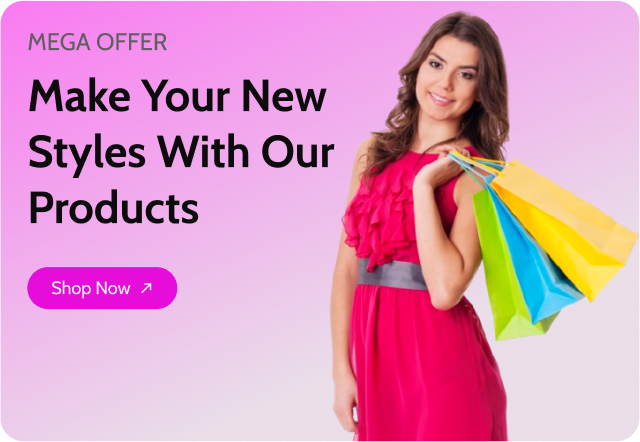 MEGA OFFER
Make Your New
Styles With Our
Products
Shop Now ↗